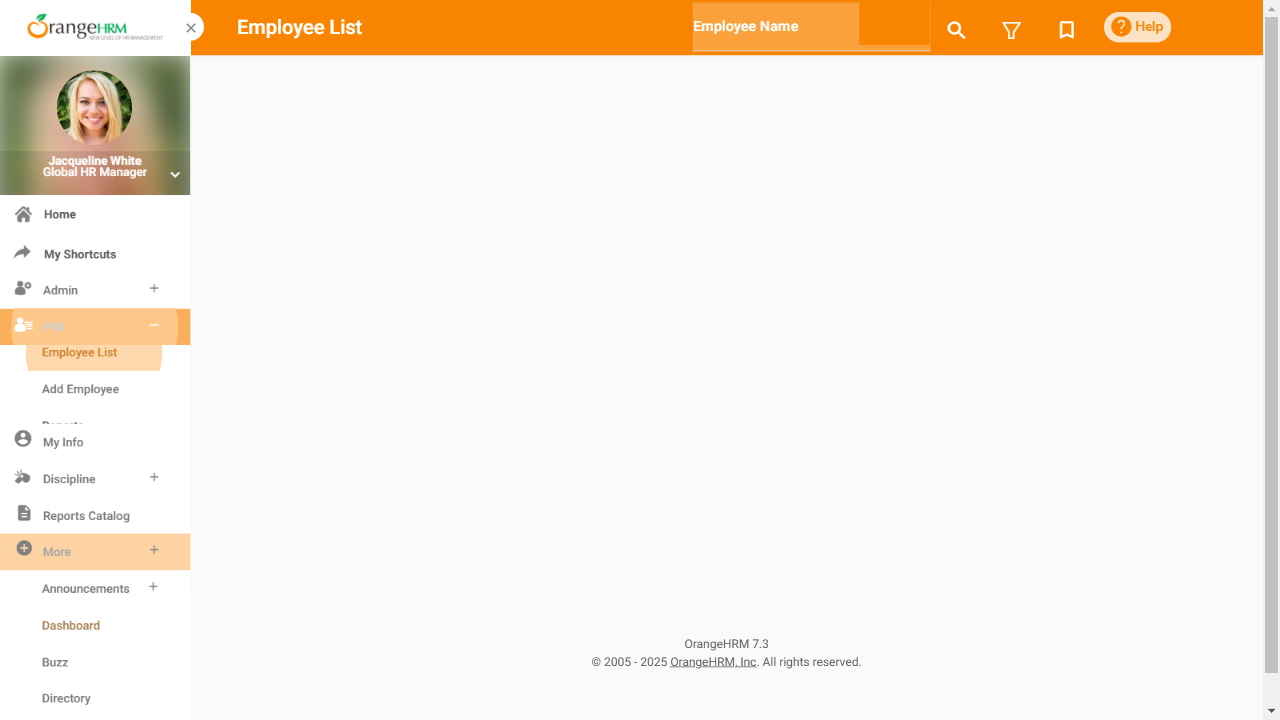 OrangeHRM
NEW LEVEL OF HR MANAGEMENT
Employee List
Employee Name
Help
Jacqueline White
Global HR Manager
Home
My Shortcuts
Admin
Employee List
Add Employee
My Info
Discipline
Reports Catalog
More
Announcements
Dashboard
Buzz
Directory
OrangeHRM 7.3
© 2005 - 2025 OrangeHRM, Inc. All rights reserved.